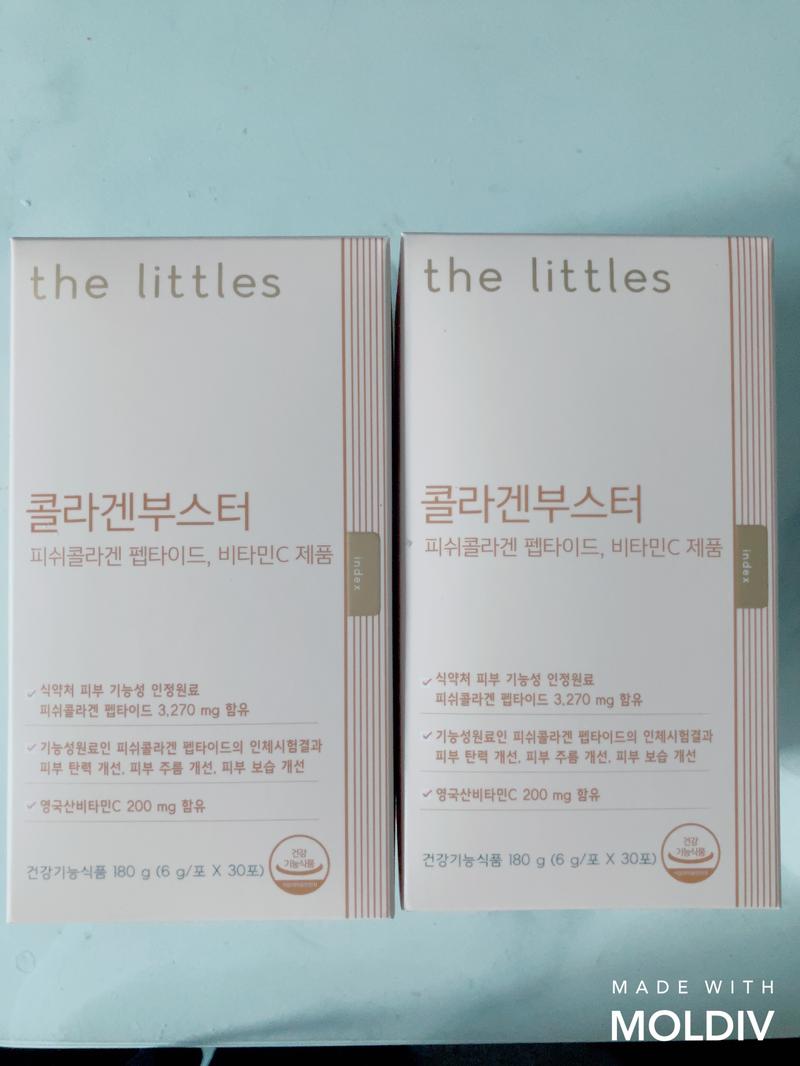 the littles
콜라겐부스터
피쉬콜라겐 펩타이드, 비타민C 제품
index
식약처 피부 기능성 인정원료
피쉬콜라겐 펩타이드 3,270 mg 함유
기능성원료인 피쉬콜라겐 펩타이드의 인체시험결과
피부 탄력 개선, 피부 주름 개선, 피부 보습 개선
영국산비타민C 200 mg 함유
건강기능식품 180 g (6 g/포 X 30포)
건강
기능식품
the littles
콜라겐부스터
피쉬콜라겐 펩타이드, 비타민C 제품
index
식약처 피부 기능성 인정원료
피쉬콜라겐 펩타이드 3,270 mg 함유
기능성원료인 피쉬콜라겐 펩타이드의 인체시험결과
피부 탄력 개선, 피부 주름 개선, 피부 보습 개선
영국산비타민C 200 mg 함유
건강기능식품 180 g (6 g/포 X 30포)
건강
기능식품
MADE WITH
MOLDIV